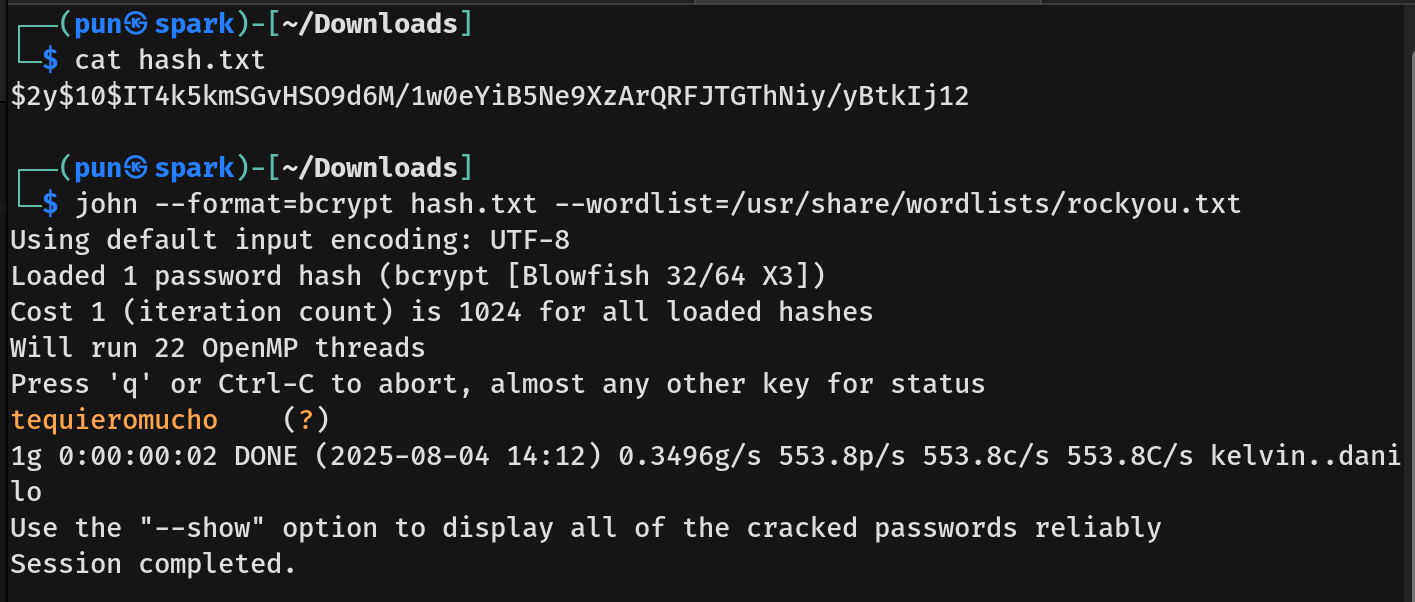 ┌──(pun㉿spark)-[~/Downloads]
└─$ cat hash.txt
$2y$10$IT4k5kmSGvHSO9d6M/1w0eYiB5Ne9XzArQRFJTGThNiy/yBtkIj12
┌──(pun㉿spark)-[~/Downloads]
└─$ john --format=bcrypt hash.txt --wordlist=/usr/share/wordlists/rockyou.txt
Using default input encoding: UTF-8
Loaded 1 password hash (bcrypt [Blowfish 32/64 X3])
Cost 1 (iteration count) is 1024 for all loaded hashes
Will run 22 OpenMP threads
Press 'q' or Ctrl-C to abort, almost any other key for status
tequieromucho    (?)
1g 0:00:00:02 DONE (2025-08-04 14:12) 0.3496g/s 553.8p/s 553.8c/s 553.8C/s kelvin..dani
lo
Use the "--show" option to display all of the cracked passwords reliably
Session completed.